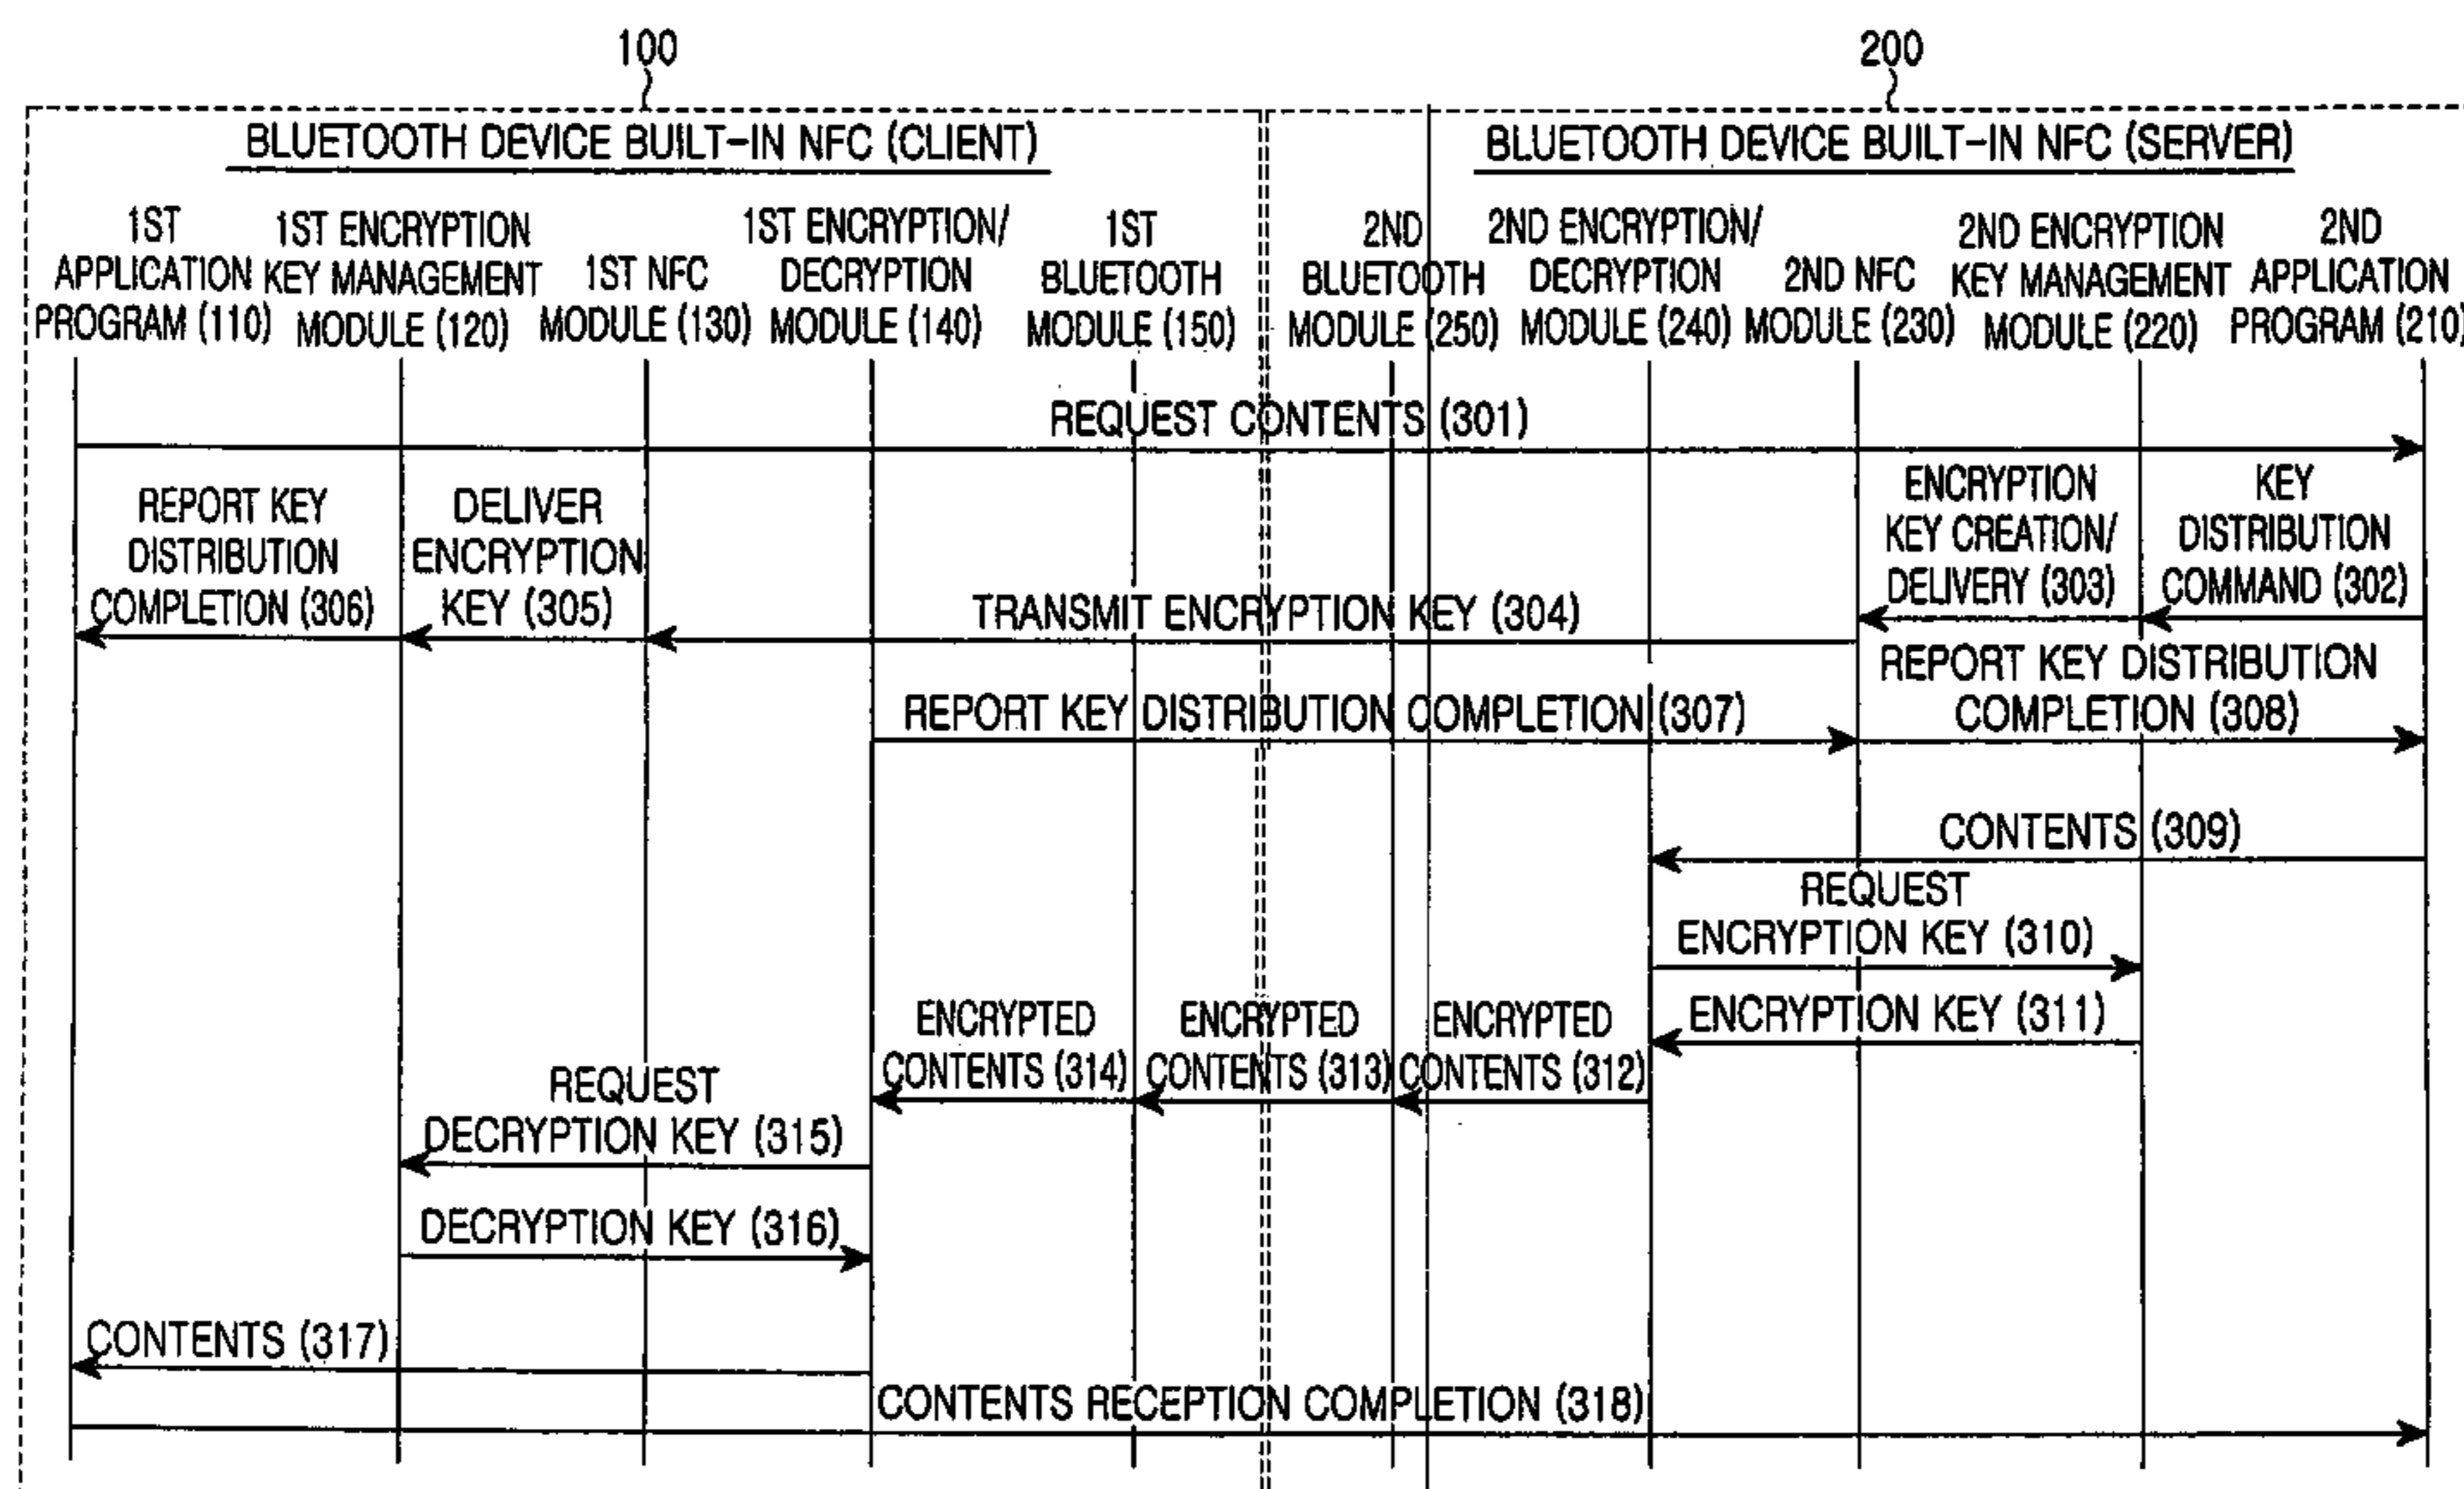 100
200
BLUETOOTH DEVICE BUILT-IN NFC (CLIENT)
BLUETOOTH DEVICE BUILT-IN NFC (SERVER)
1ST
APPLICATION
PROGRAM (110)
1ST ENCRYPTION
KEY MANAGEMENT
MODULE (120)
1ST NFC
MODULE (130)
1ST ENCRYPTION/
DECRYPTION
MODULE (140)
1ST
BLUETOOTH
MODULE (150)
2ND
BLUETOOTH
MODULE (250)
2ND ENCRYPTION/
DECRYPTION
MODULE (240)
2ND NFC
MODULE (230)
2ND ENCRYPTION
KEY MANAGEMENT
MODULE (220)
2ND
APPLICATION
PROGRAM (210)
REQUEST CONTENTS (301)
KEY
DISTRIBUTION
COMMAND (302)
ENCRYPTION
KEY CREATION/
DELIVERY (303)
TRANSMIT ENCRYPTION KEY (304)
DELIVER
ENCRYPTION
KEY (305)
REPORT KEY
DISTRIBUTION
COMPLETION (306)
REPORT KEY DISTRIBUTION COMPLETION (307)
REPORT KEY DISTRIBUTION
COMPLETION (308)
CONTENTS (309)
REQUEST
ENCRYPTION KEY (310)
ENCRYPTION KEY (311)
ENCRYPTED
CONTENTS (312)
ENCRYPTED
CONTENTS (313)
ENCRYPTED
CONTENTS (314)
REQUEST
DECRYPTION KEY (315)
DECRYPTION KEY (316)
CONTENTS (317)
CONTENTS RECEPTION COMPLETION (318)